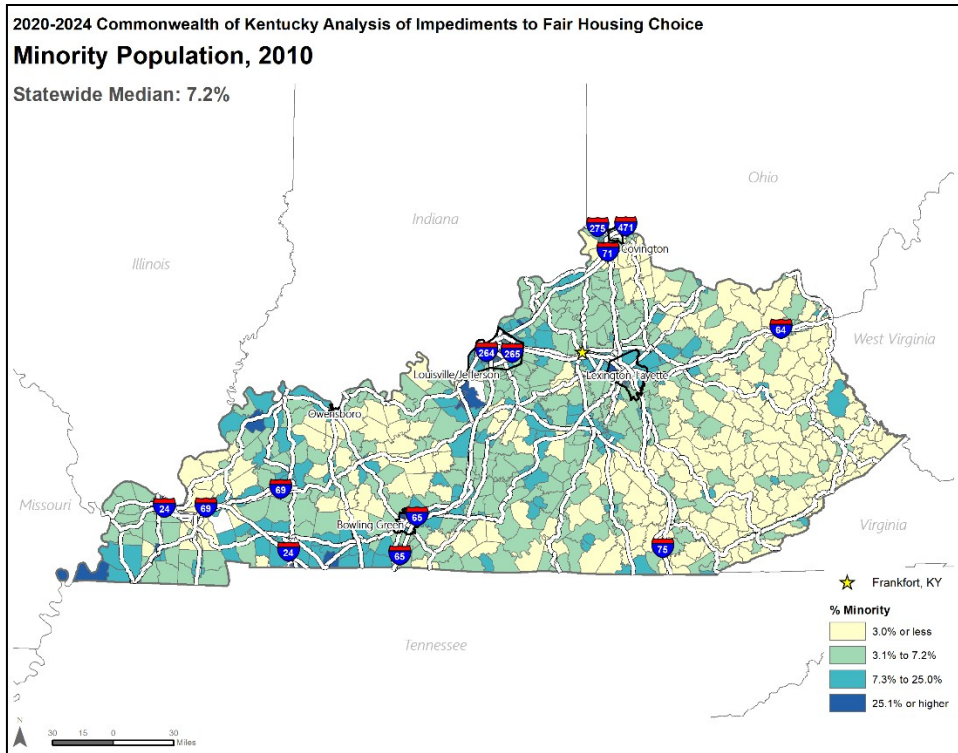 2020-2024 Commonwealth of Kentucky Analysis of Impediments to Fair Housing Choice
Minority Population, 2010
Statewide Median: 7.2%
Ohio
Indiana
Illinois
275
471
Covington
71
64
West Virginia
264
265
Louisville/Jefferson
Lexington-Fayette
Owensboro
69
Missouri
24
69
65
Bowling Green
Virginia
24
65
75
Frankfort, KY
% Minority
3.0% or less
3.1% to 7.2%
7.3% to 25.0%
25.1% or higher
Tennessee
N
30 15 0 30
Miles